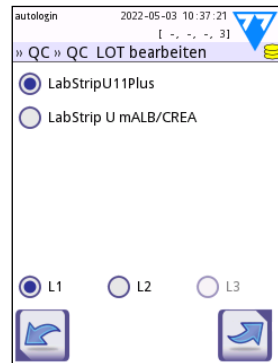 autologin 2022-05-03 10:37:21
[ -, -, -, 3]
» QC » QC LOT bearbeiten
LabStripU11Plus
LabStrip U mALB/CREA
L1 L2 L3